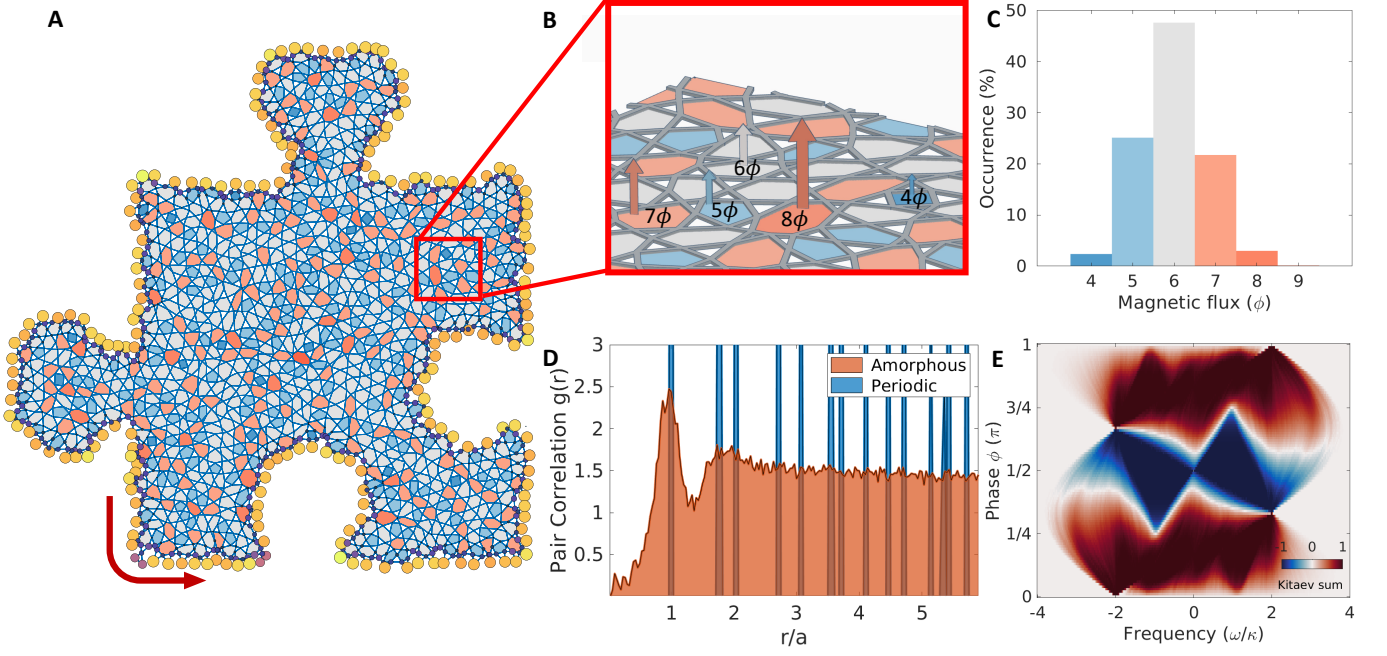 A
B
6ϕ
7ϕ
5ϕ
8ϕ
4ϕ
C
Occurrence (%)
50
40
30
20
10
0
4 5 6 7 8 9
Magnetic flux (ϕ)
D
Pair Correlation g(r)
3
2.5
2
1.5
1
0.5
Amorphous
Periodic
1 2 3 4 5
r/a
E
Phase ϕ (π)
1
3/4
1/2
1/4
0
-1 0 1
Kitaev sum
-4 -2 0 2 4
Frequency (ω/κ)